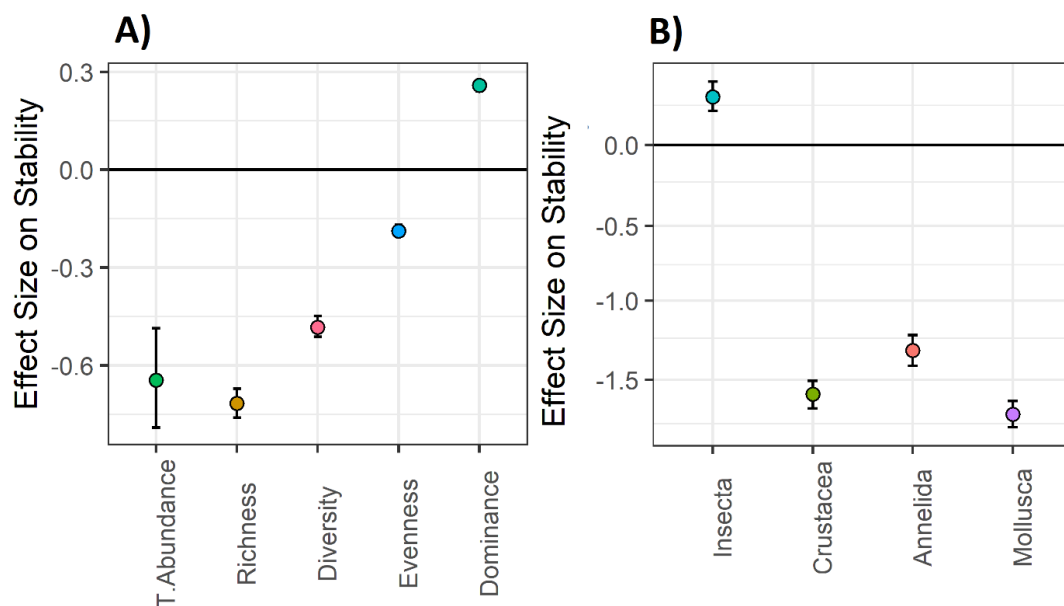 A)
Effect Size on Stability
0.3
0.0
-0.3
-0.6
T.Abundance
Richness
Diversity
Evenness
Dominance
B)
Effect Size on Stability
0.0
-0.5
-1.0
-1.5
Insecta
Crustacea
Annelida
Mollusca